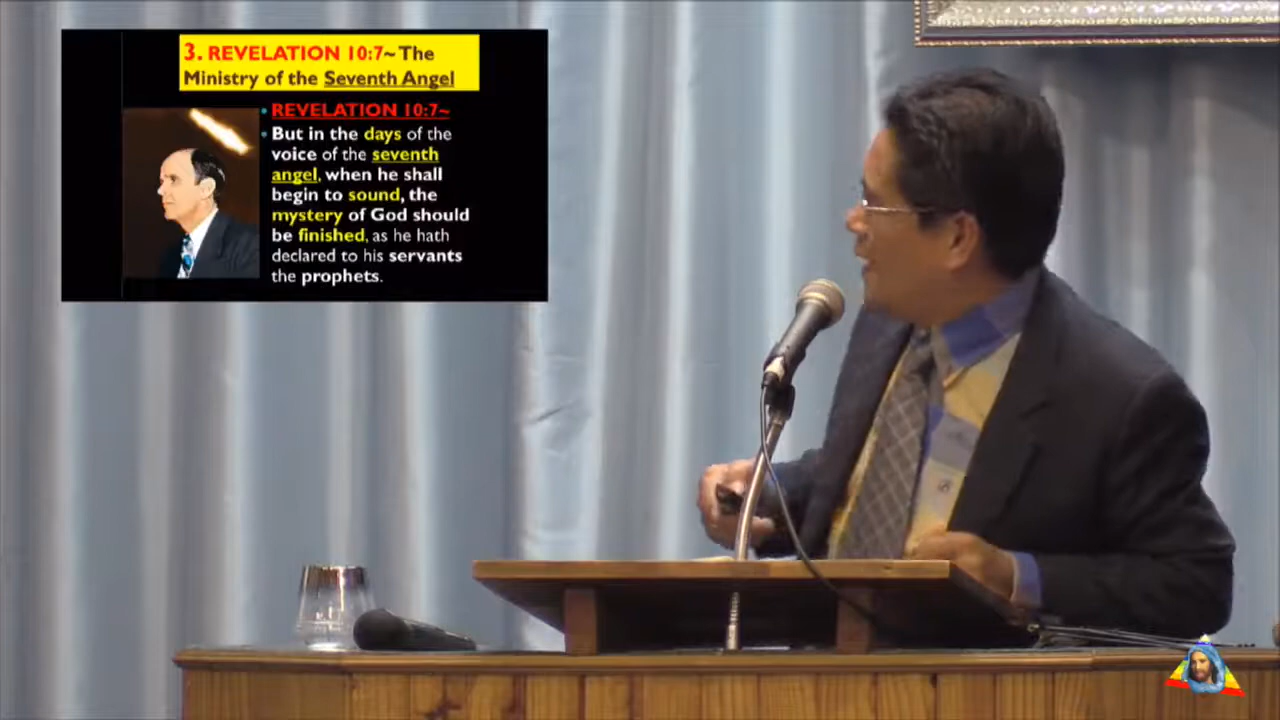 3. REVELATION 10:7~ The
Ministry of the Seventh Angel
• REVELATION 10:7~
• But in the days of the
voice of the seventh
angel, when he shall
begin to sound, the
mystery of God should
be finished, as he hath
declared to his servants
the prophets.